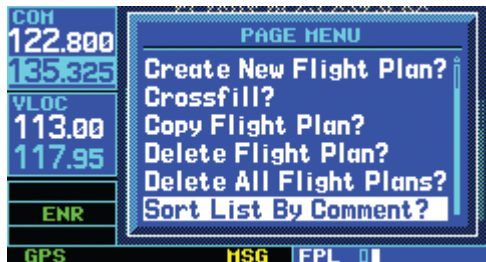 COM
122.800
135.325
VLOC
113.00
117.95
ENR
GPS
PAGE MENU
Create New Flight Plan?
Crossfill?
Copy Flight Plan?
Delete Flight Plan?
Delete All Flight Plans?
Sort List By Comment?
MSG
FPL